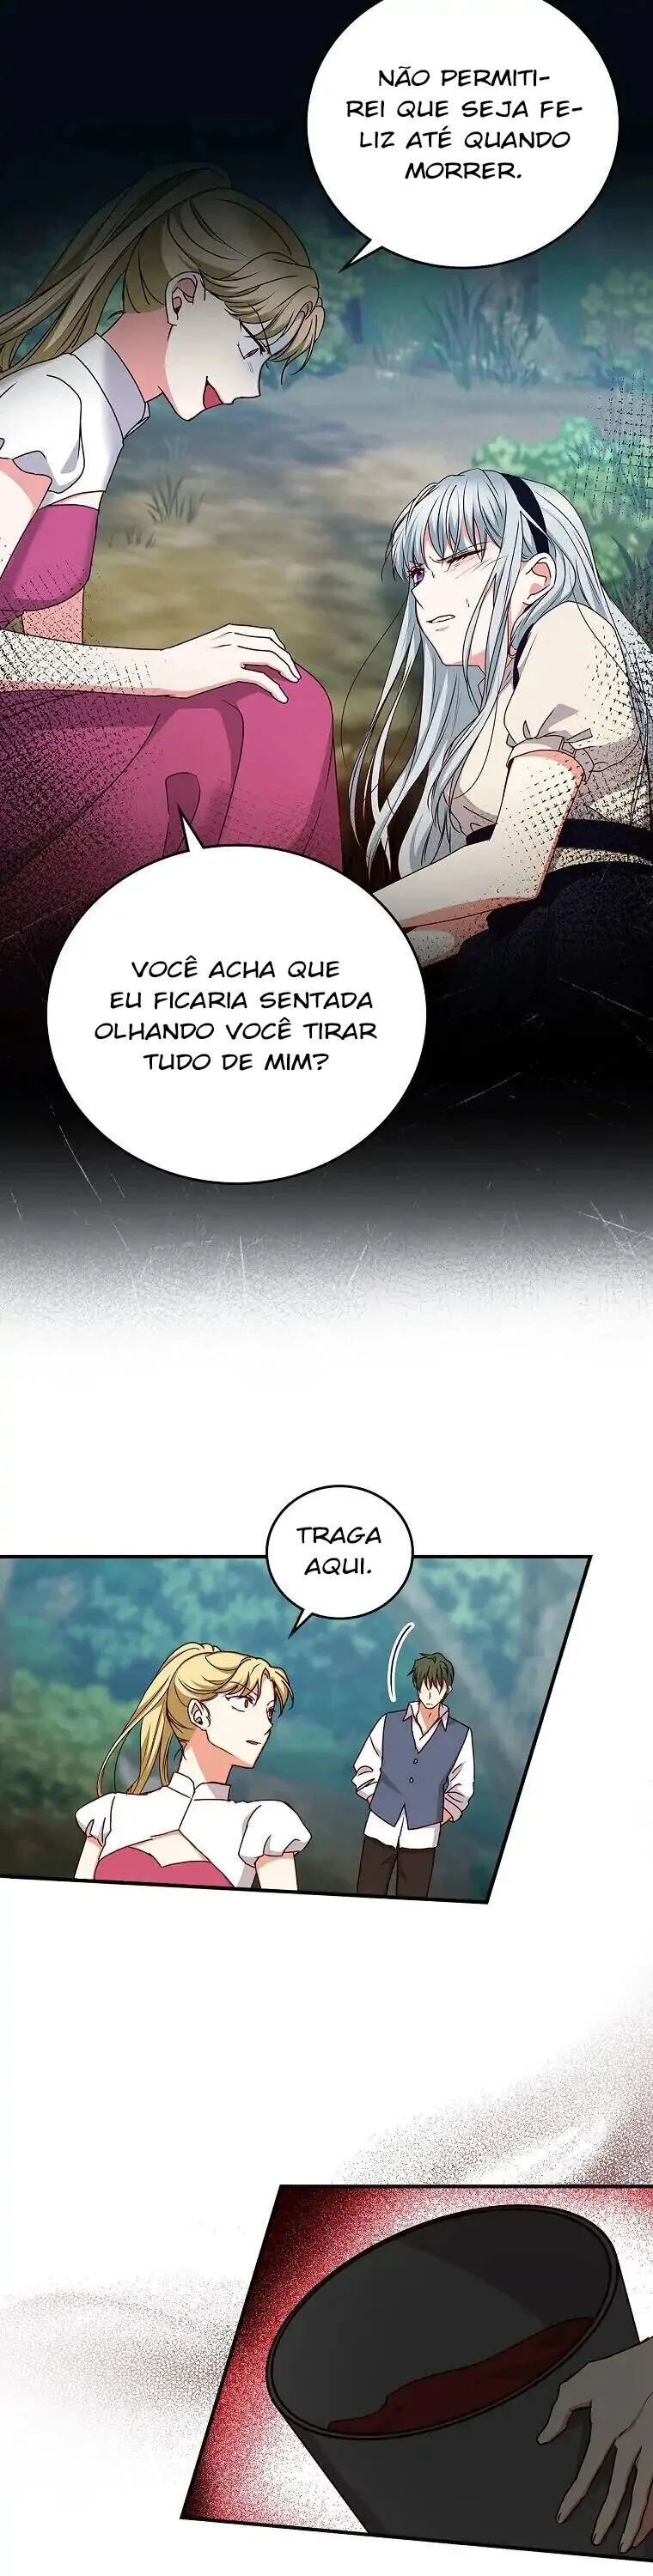 NÃO PERMITI-
REI QUE SEJA FE-
LIZ ATÉ QUANDO
MORRER.
VOCÊ ACHA QUE
EU FICARIA SENTADA
OLHANDO VOCÊ TIRAR
TUDO DE MIM?
TRAGA
AQUI.